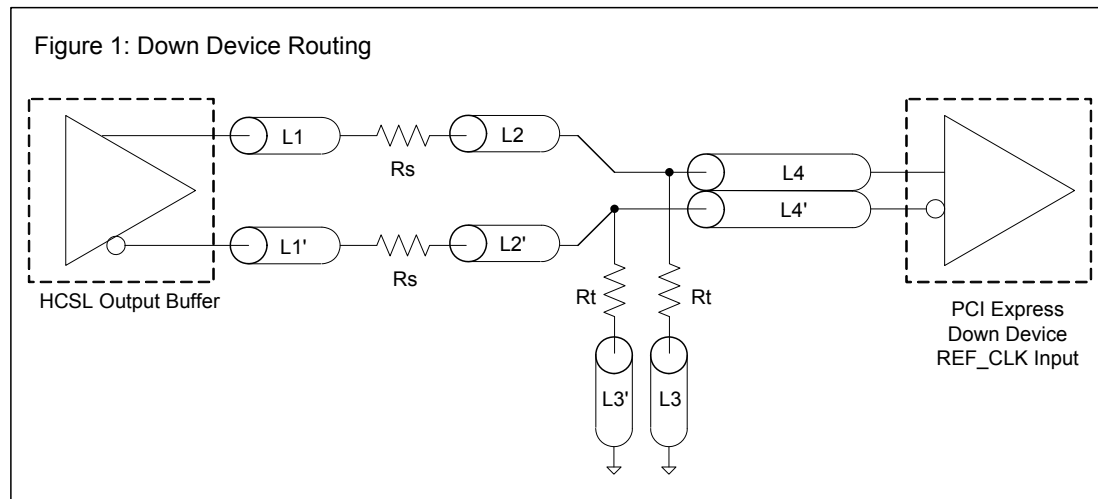 Figure 1: Down Device Routing
L1
Rs
L2
L4
L4'
L1'
Rs
L2'
HCSL Output Buffer
Rt
Rt
L3'
L3
PCI Express
Down Device
REF_CLK Input